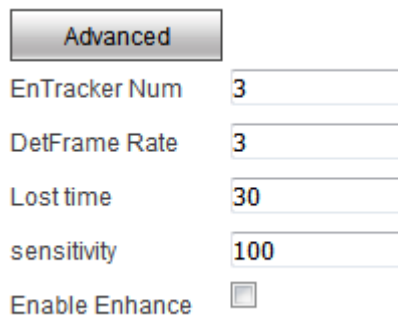 Advanced
EnTracker Num 3
DetFrame Rate 3
Lost time 30
sensitivity 100
Enable Enhance